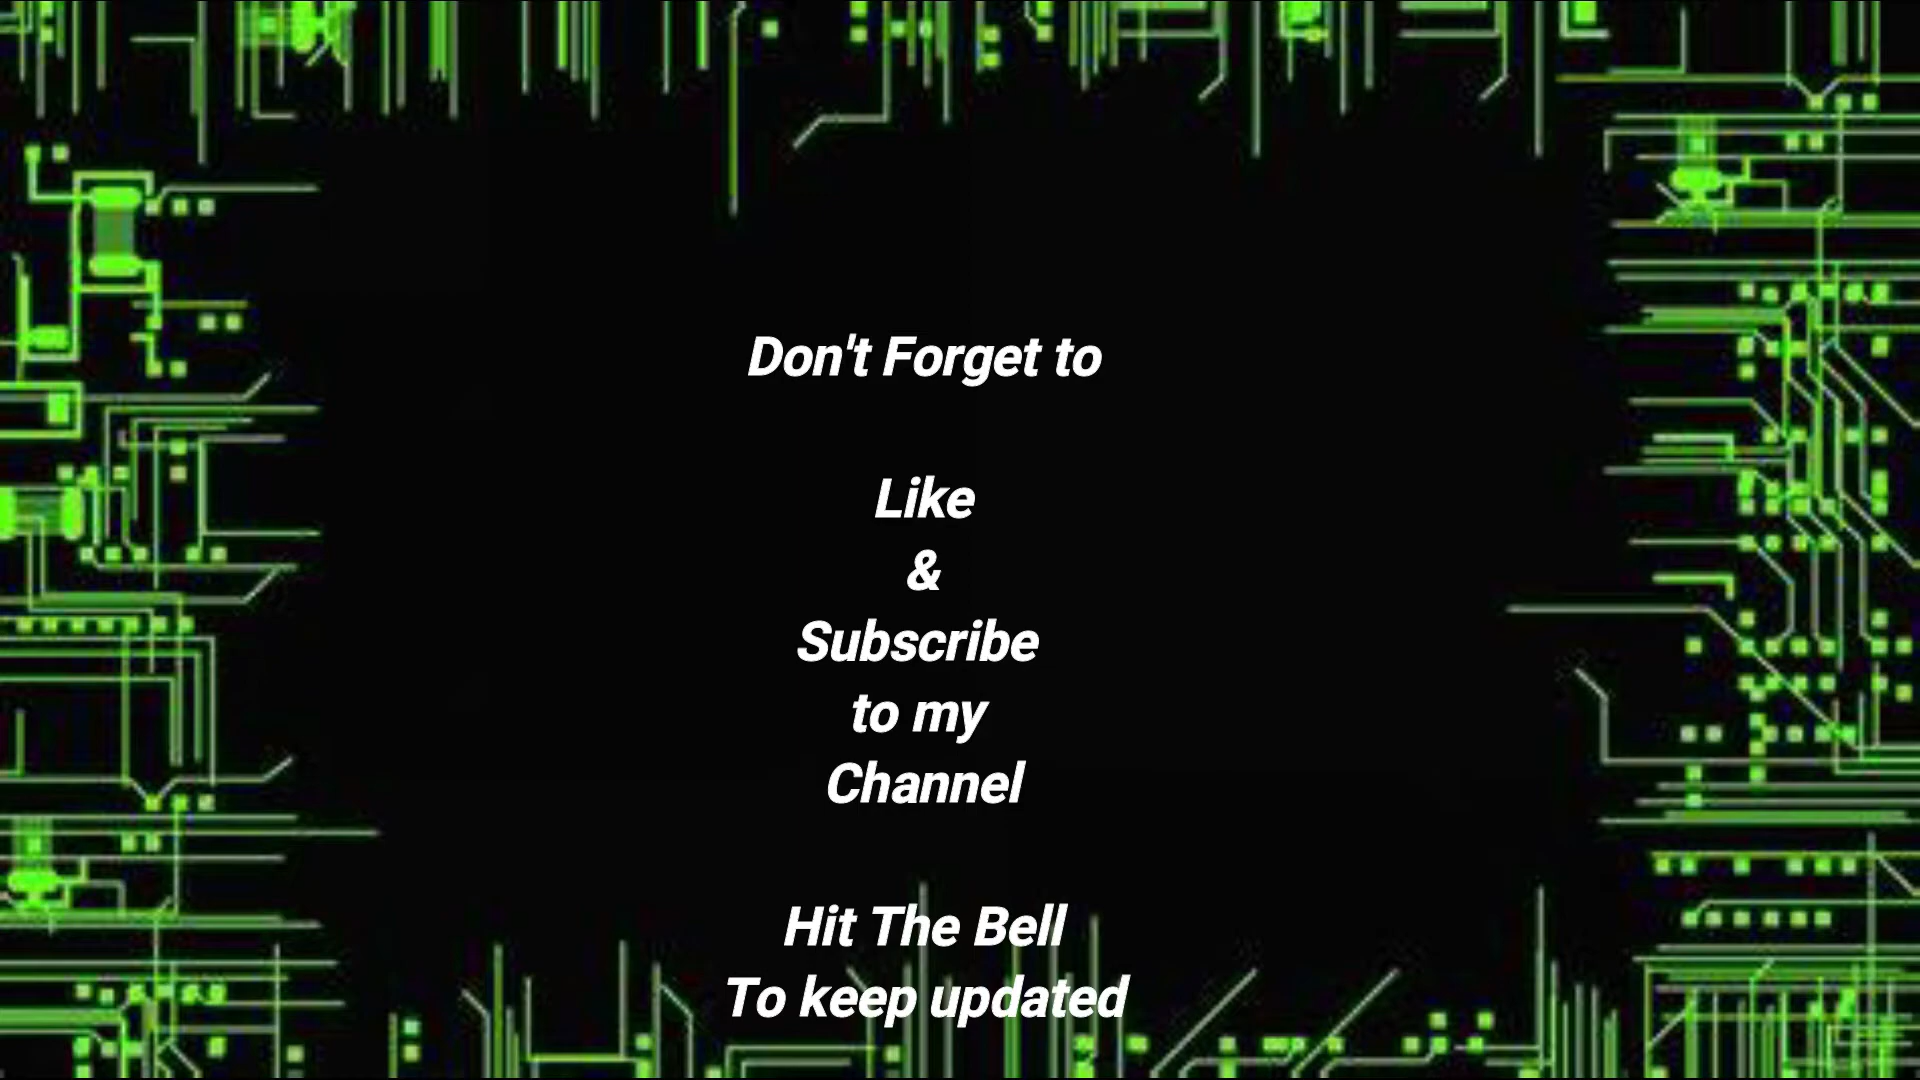 Don't Forget to
Like
&
Subscribe
to my
Channel
Hit The Bell
To keep updated